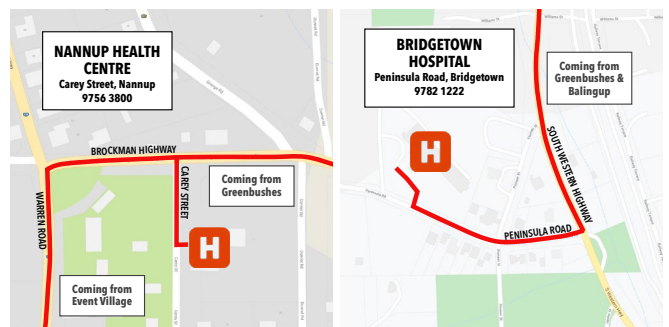 NANNUP HEALTH
CENTRE
Carey Street, Nannup
9756 3800
BROCKMAN HIGHWAY
CAREY STREET
WARREN ROAD
Coming from
Greenbushes
H
Coming from
Event Village
BRIDGETOWN
HOSPITAL
Peninsula Road, Bridgetown
9782 1222
Coming from
Greenbushes &
Balingup
H
SOUTH WESTERN HIGHWAY
PENINSULA ROAD